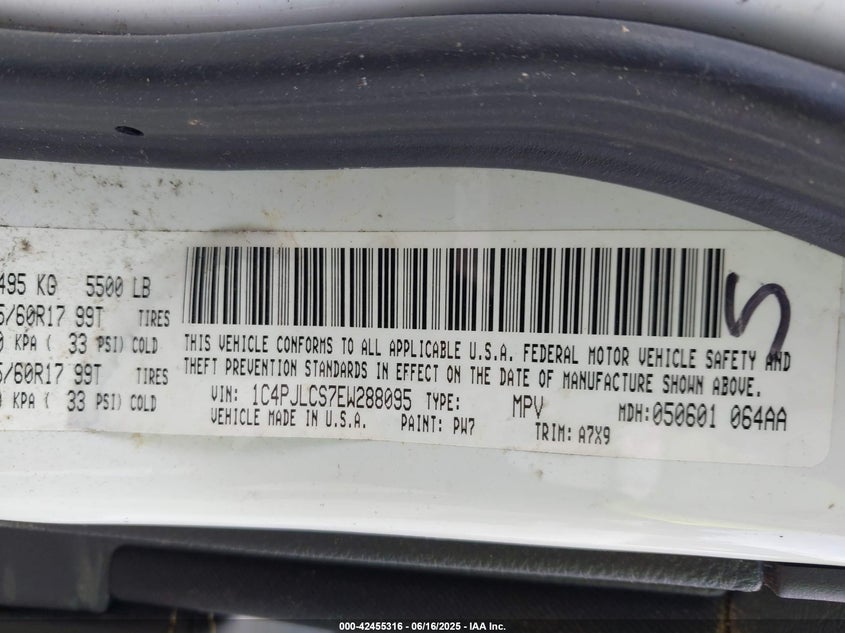 495 KG 5500 LB
5/60R17 99T TIRES
0 KPA ( 33 PSI) COLD
5/60R17 99T TIRES
KPA ( 33 PSI) COLD
5
THIS VEHICLE CONFORMS TO ALL APPLICABLE U.S.A. FEDERAL MOTOR VEHICLE SAFETY AND
THEFT PREVENTION STANDARDS IN EFFECT ON THE DATE OF MANUFACTURE SHOWN ABOVE.
VIN: 1C4PJLCS7EW288095 TYPE: MPV MDH:050601 064AA
VEHICLE MADE IN U.S.A. PAINT: PW7 TRIM: A7X9
000-42455316 - 06/16/2025 - IAA Inc.